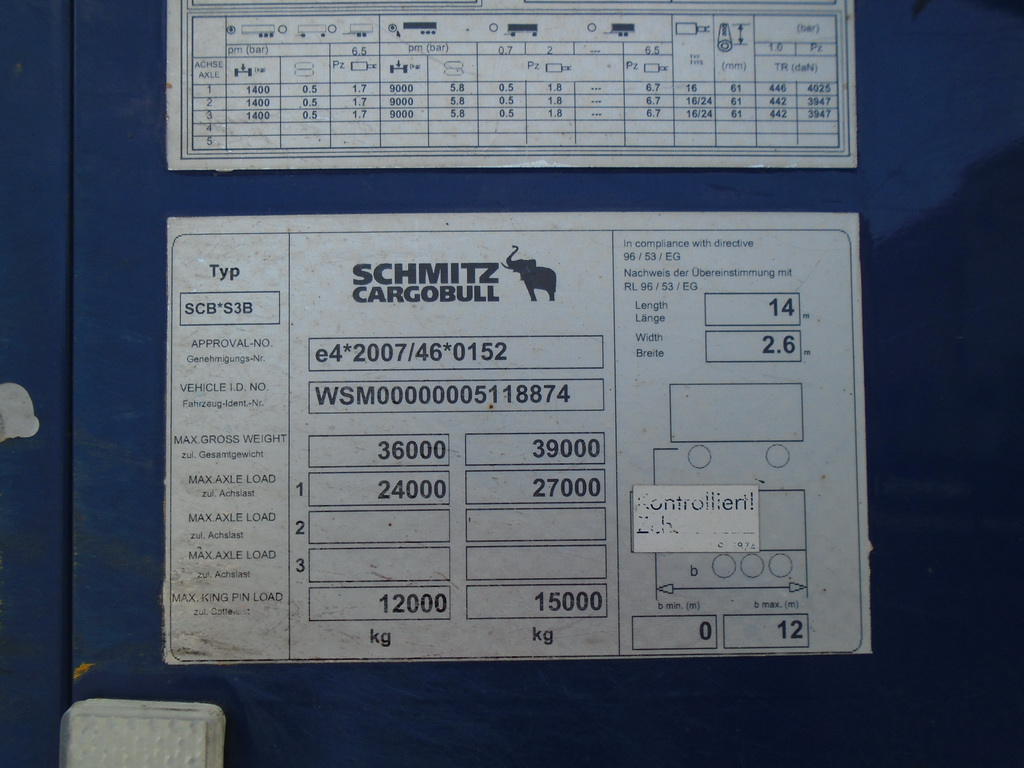 (bar)
pm (bar) 6.5 pm (bar) 0.7 2 --- 6.5 1.0 Pz
ACHSE AXLE Pz Pz Pz (mm) TR (daN)
1 1400 0.5 1.7 9000 5.8 0.5 1.8 --- 6.7 16 61 446 4025
2 1400 0.5 1.7 9000 5.8 0.5 1.8 --- 6.7 16/24 61 442 3947
3 1400 0.5 1.7 9000 5.8 0.5 1.8 --- 6.7 16/24 61 442 3947
4
5
Typ
SCB*S3B
SCHMITZ
CARGOBULL
In compliance with directive
96 / 53 / EG
Nachweis der Übereinstimmung mit
RL 96 / 53 / EG
Length
Länge
14 m
Width
Breite
2.6 m
APPROVAL-NO.
Genehmigungs-Nr.
e4*2007/46*0152
VEHICLE I.D. NO.
Fahrzeug-Ident.-Nr.
WSM00000005118874
MAX.GROSS WEIGHT
zul. Gesamtgewicht
36000 39000
MAX.AXLE LOAD
zul. Achslast
1 24000 27000
MAX.AXLE LOAD
zul. Achslast
2
MAX.AXLE LOAD
zul. Achslast
3
MAX. KING PIN LOAD
12000 15000
kg kg
Kontrolliert!
b
b min. (m) b max. (m)
0 12